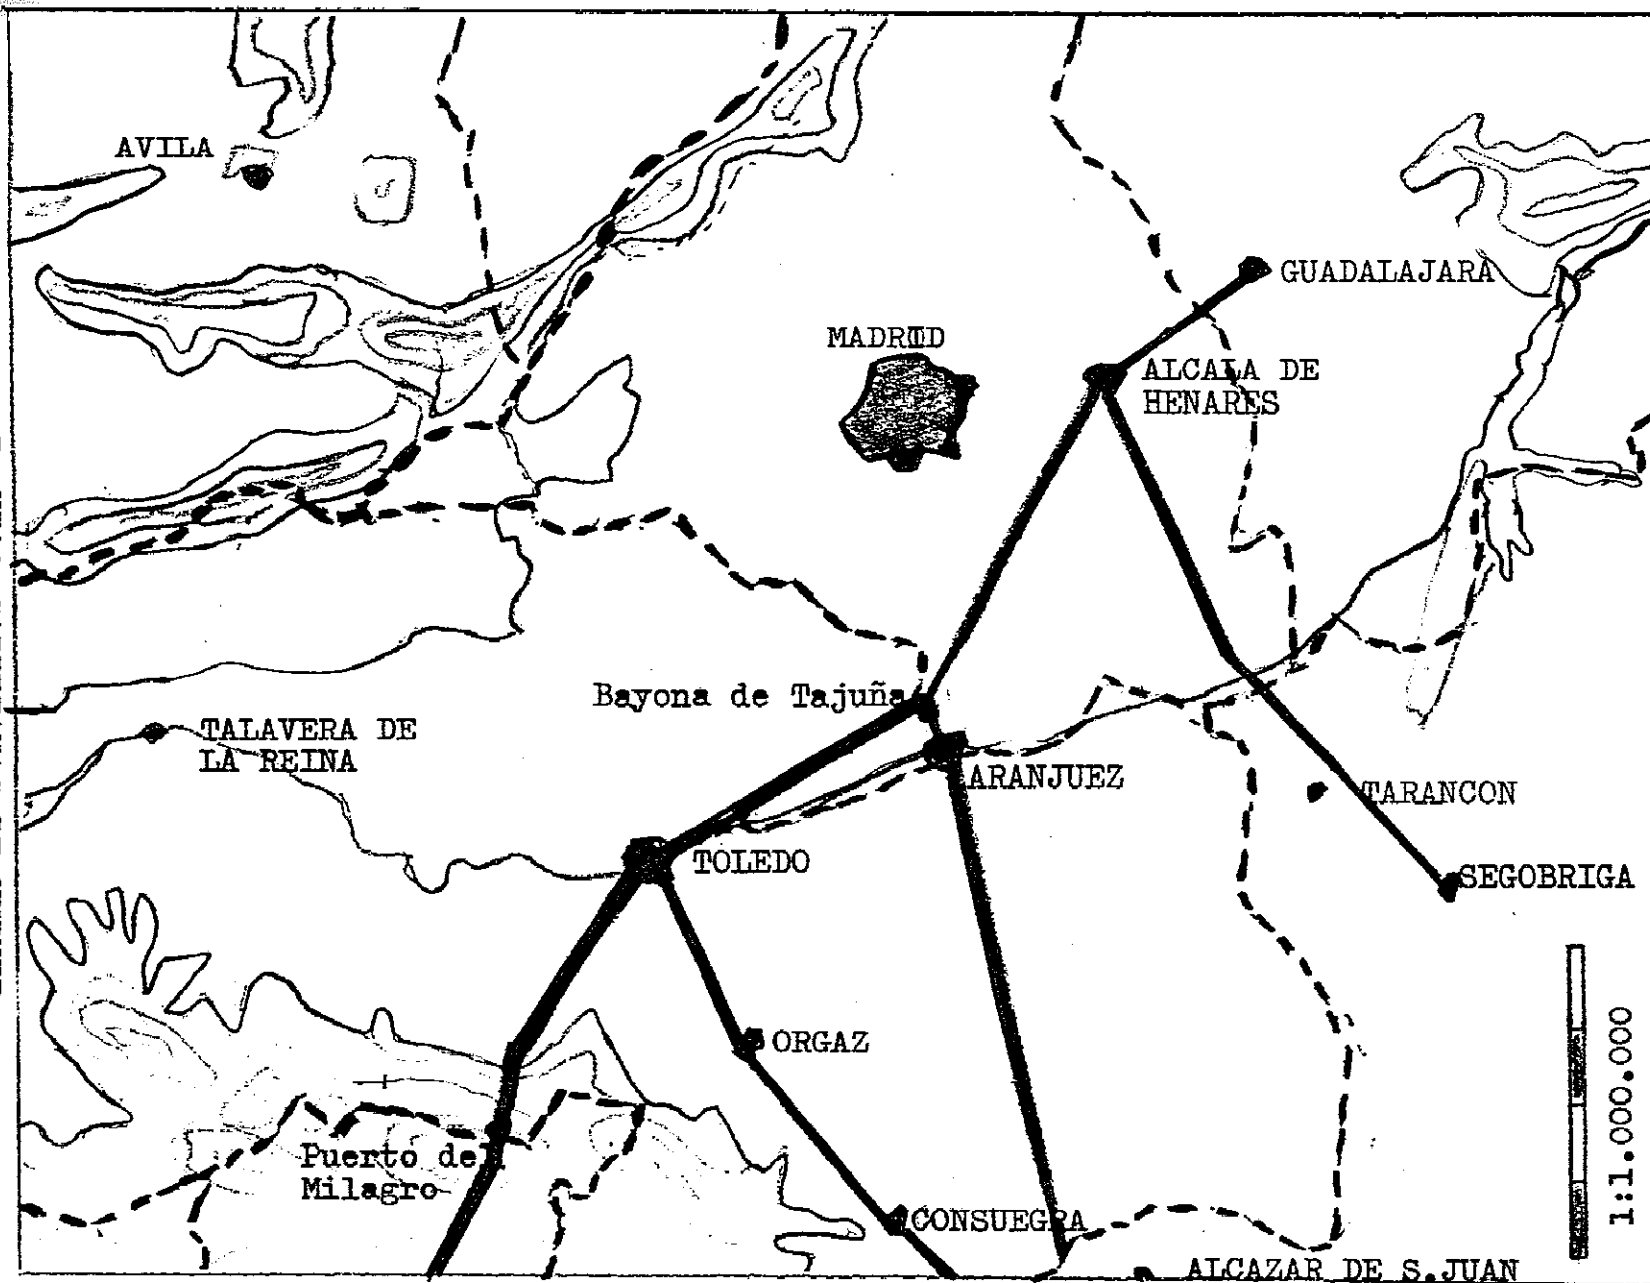 AVILA
GUADALAJARA
MADRID
ALCALA DE
HENARES
Bayona de Tajuña
TALAVERA DE
LA REINA
ARANJUEZ
TARANCON
TOLEDO
SEGOBRIGA
ORGAZ
1:1.000.000
Puerto del
Milagro
CONSUEGRA
ALCAZAR DE S.JUAN